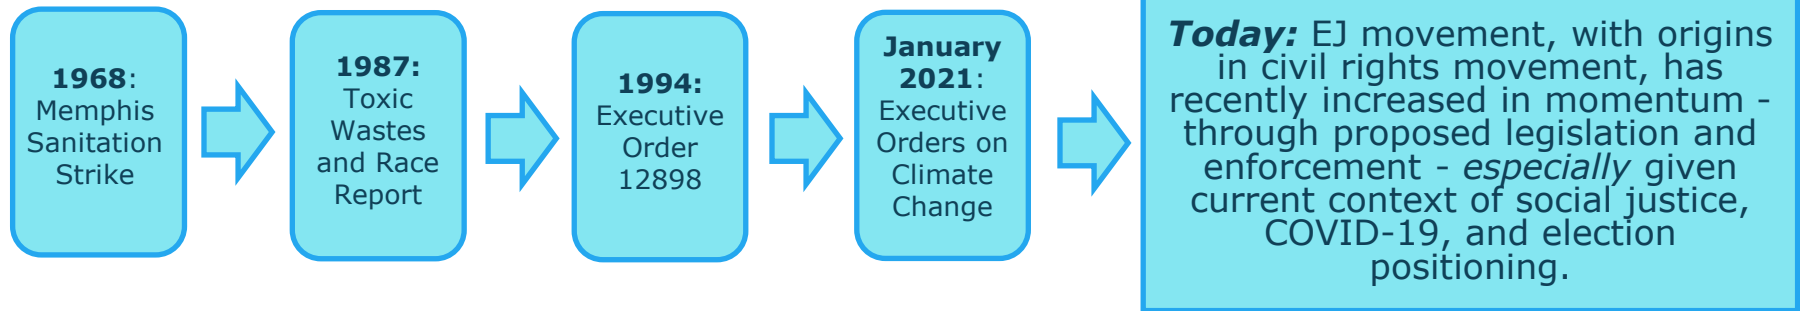 1968:
Memphis
Sanitation
Strike
1987:
Toxic
Wastes
and Race
Report
1994:
Executive
Order
12898
January
2021:
Executive
Orders on
Climate
Change
Today: EJ movement, with origins
in civil rights movement, has
recently increased in momentum -
through proposed legislation and
enforcement - especially given
current context of social justice,
COVID-19, and election
positioning.